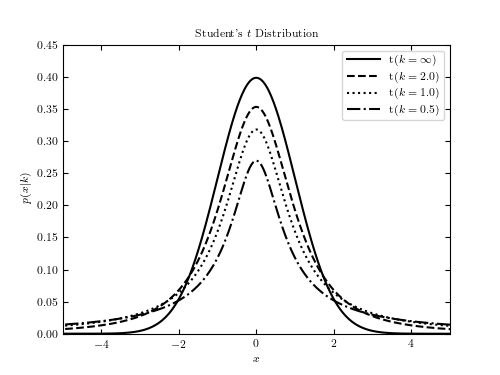 Student's t Distribution
0.45
0.40
0.35
0.30
0.25
0.20
0.15
0.10
0.05
0.00
p(x|k)
t(k = ∞)
t(k = 2.0)
t(k = 1.0)
t(k = 0.5)
−4 −2 0 2 4
x